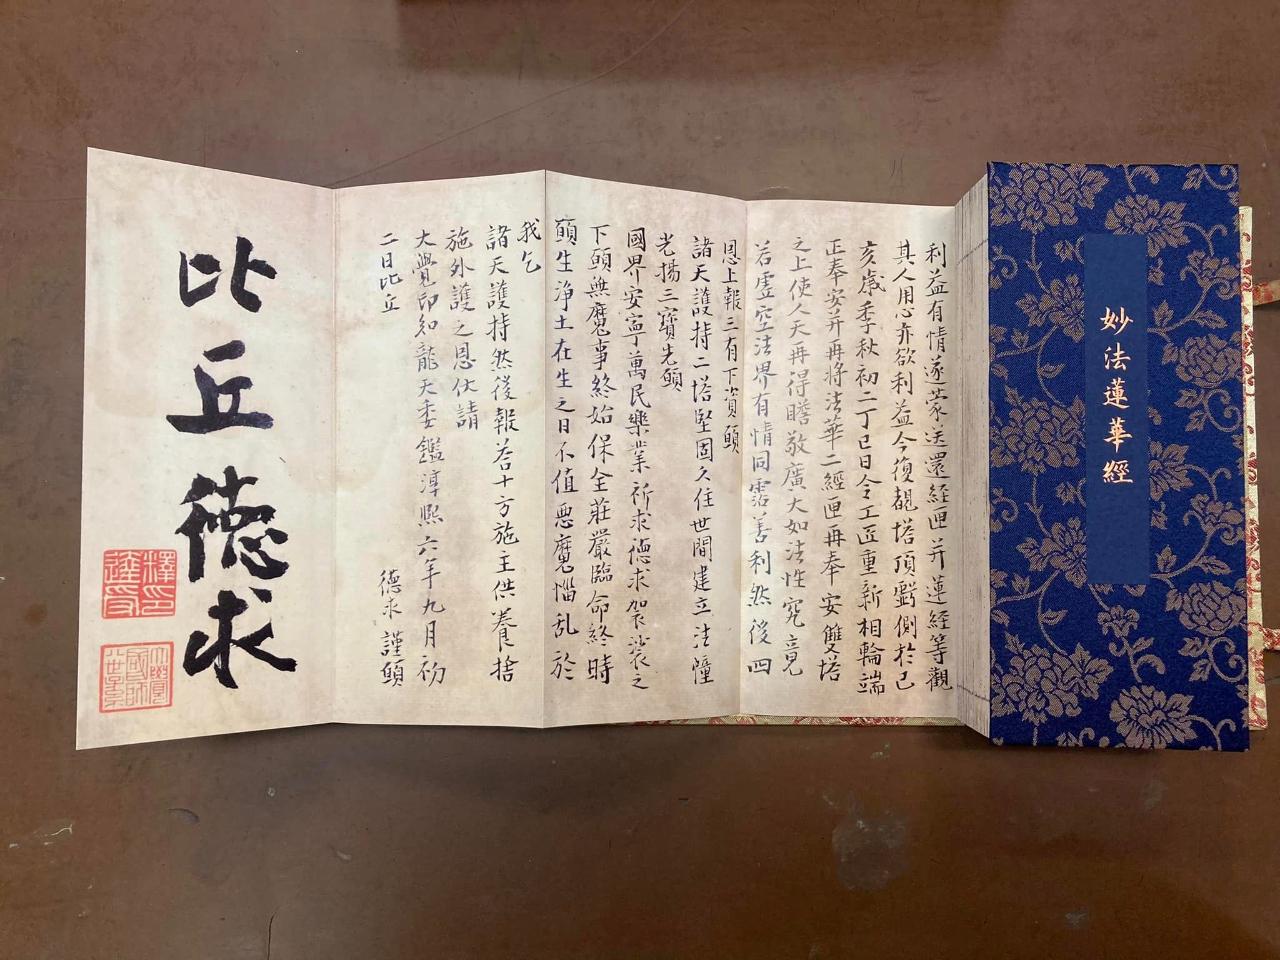 妙法蓮華經
利益有情遂蒙送還經匣并蓮經等觀
其人用心亦欲利益今復覩塔頂虧側於己
亥歲季秋初二丁巳日令工匠重新相輪端
正奉安并再將法華二經匣再奉安雙塔
之上使人天再得瞻敬廣大如法性究竟
若虛空法界有情同霑善利然後四
恩上報三有下資願
諸天護持二塔堅固久住世間建立法幢
光揚三寶先願
國界安寧萬民樂業祈求德求袈裟之
下願無魔事終始保全莊嚴臨命終時
願生淨土在生之日不值惡魔惱乱於
我乞
諸天護持然後報荅十方施主供養捨
施外護之恩伏請
大覺印知龍天委鑑淳熙六年九月初
二日比丘 德求 謹願
比丘德求